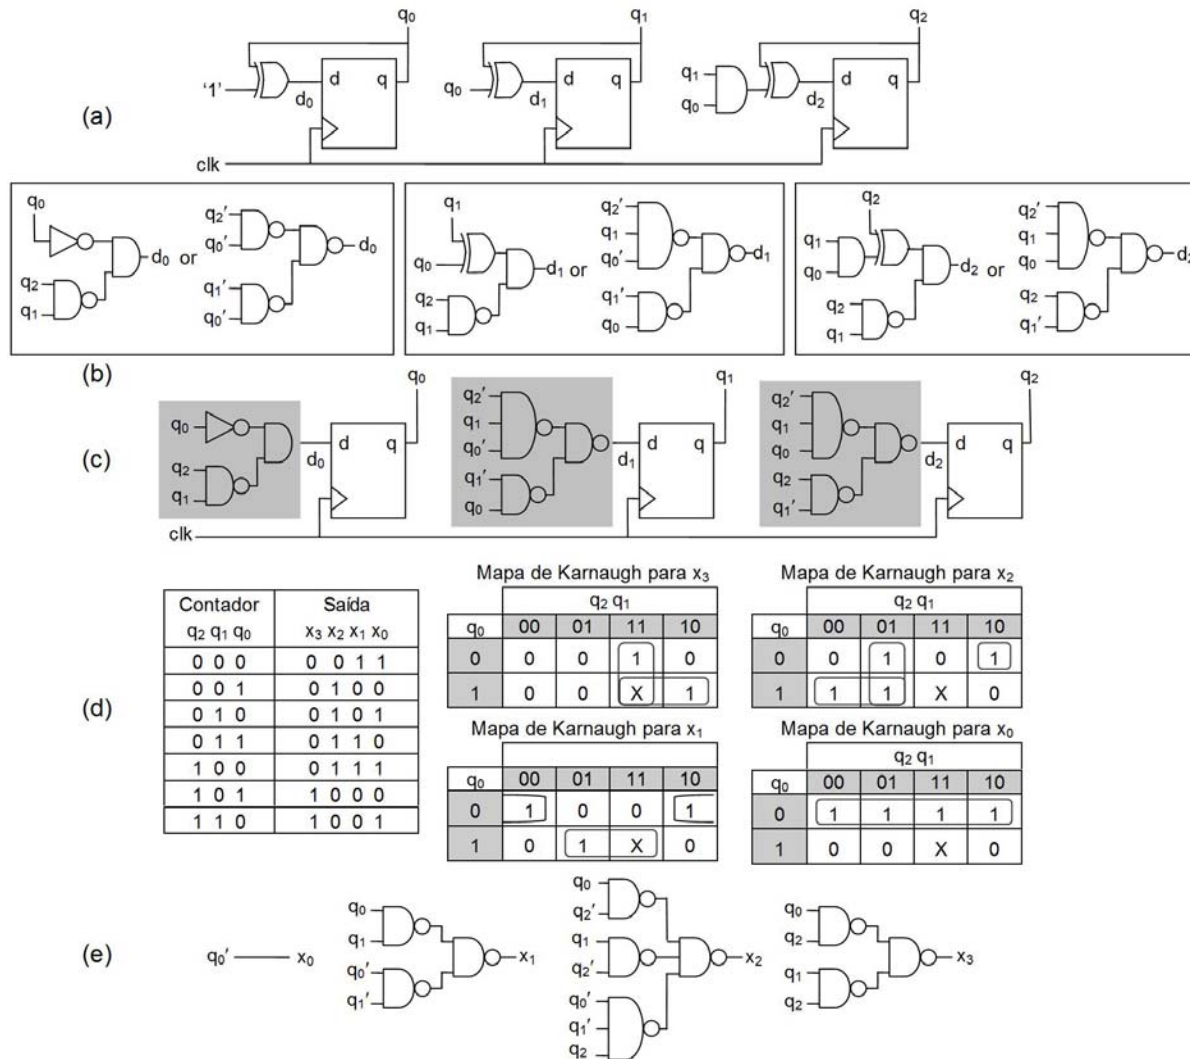 q0 q1 q2
'1' d0 d q q0 d1 d q q1 q0 d2 d q
(a)
clk
q0 q2' q0' d0 or d0 q2 q1 q1' q0'
q1 q0 d1 or q2 q1 q2' q1 q0' d1 q1' q0
q2 q1 q0 d2 or q2 q1 q2' q1 q0 d2 q2 q1'
(b)
q0 q1 q2
(c)
q0 q2 q1 d0 d q
q2' q1 q0' q1' q0 d1 d q
q2' q1 q0 q2 q1' d2 d q
clk
(d)
Contador Saída
q2 q1 q0 x3 x2 x1 x0
0 0 0 0 0 1 1
0 0 1 0 1 0 0
0 1 0 0 1 0 1
0 1 1 0 1 1 0
1 0 0 0 1 1 1
1 0 1 1 0 0 0
1 1 0 1 0 0 1
Mapa de Karnaugh para x3
q2 q1
q0 00 01 11 10
0 0 0 1 0
1 0 0 X 1
Mapa de Karnaugh para x2
q2 q1
q0 00 01 11 10
0 0 1 0 1
1 1 1 X 0
Mapa de Karnaugh para x1
q0 00 01 11 10
0 1 0 0 1
1 0 1 X 0
Mapa de Karnaugh para x0
q2 q1
q0 00 01 11 10
0 1 1 1 1
1 0 0 X 0
(e)
q0' x0
q0 q1 q0' q1' x1
q0 q2' q1 q2' q0' q1' q2 x2
q0 q2 q1 q2 x3